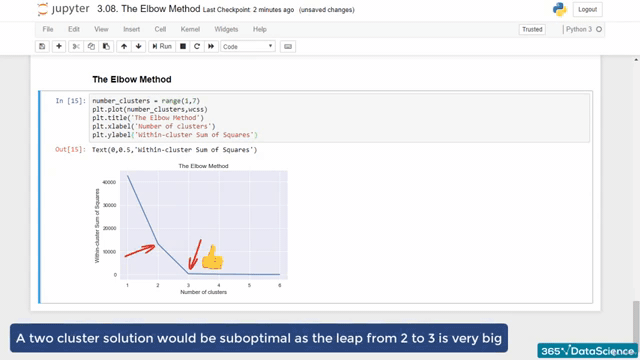 jupyter 3.08. The Elbow Method Last Checkpoint: 2 minutes ago (unsaved changes)
Logout
File Edit View Insert Cell Kernel Widgets Help
Trusted Python 3
Run Code
The Elbow Method
In [15]: number_clusters = range(1,7)
plt.plot(number_clusters,wcss)
plt.title('The Elbow Method')
plt.xlabel('Number of clusters')
plt.ylabel('Within-cluster Sum of Squares')
Out[15]: Text(0,0.5,'Within-cluster Sum of Squares')
The Elbow Method
Within-cluster Sum of Squares
40000
30000
20000
10000
0
1 2 3 4 5 6
Number of clusters
A two cluster solution would be suboptimal as the leap from 2 to 3 is very big
365 DataScience